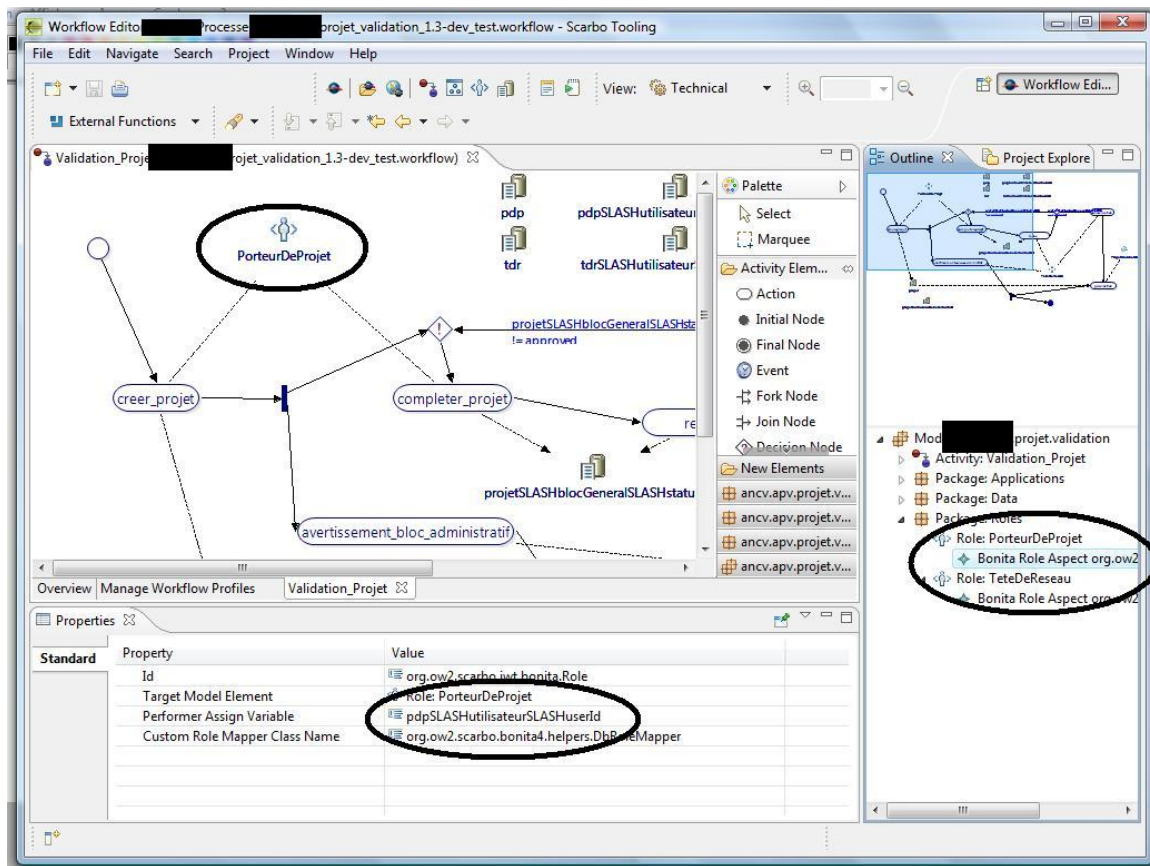 Workflow Edito Processe projet_validation_1.3-dev_test.workflow - Scarbo Tooling
File Edit Navigate Search Project Window Help
View: Technical
Workflow Edi...
External Functions
Validation_Proje rojet_validation_1.3-dev_test.workflow)
Outline Project Explore
Palette
Select
Marquee
Activity Elem...
Action
Initial Node
Final Node
Event
Fork Node
Join Node
Decision Node
New Elements
ancv.apv.projet.v...
ancv.apv.projet.v...
ancv.apv.projet.v...
ancv.apv.projet.v...
PorteurDeProjet
pdp pdpSLASHutilisateu
tdr tdrSLASHutilisateur
projetSLASHblocGeneralSLASHsta
!= approved
!
creer_projet
completer_projet
re
projetSLASHblocGeneralSLASHstatu
avertissement_bloc_administratif
Overview Manage Workflow Profiles Validation_Projet
Mod projet.validation
Activity: Validation_Projet
Package: Applications
Package: Data
Package: Roles
Role: PorteurDeProjet
Bonita Role Aspect org.ow2
Role: TeteDeReseau
Bonita Role Aspect org.ow2
Properties
Standard
Property Value
Id org.ow2.scarbo.jwt.bonita.Role
Target Model Element Role: PorteurDeProjet
Performer Assign Variable pdpSLASHutilisateurSLASHuserId
Custom Role Mapper Class Name org.ow2.scarbo.bonita4.helpers.DbRoleMapper